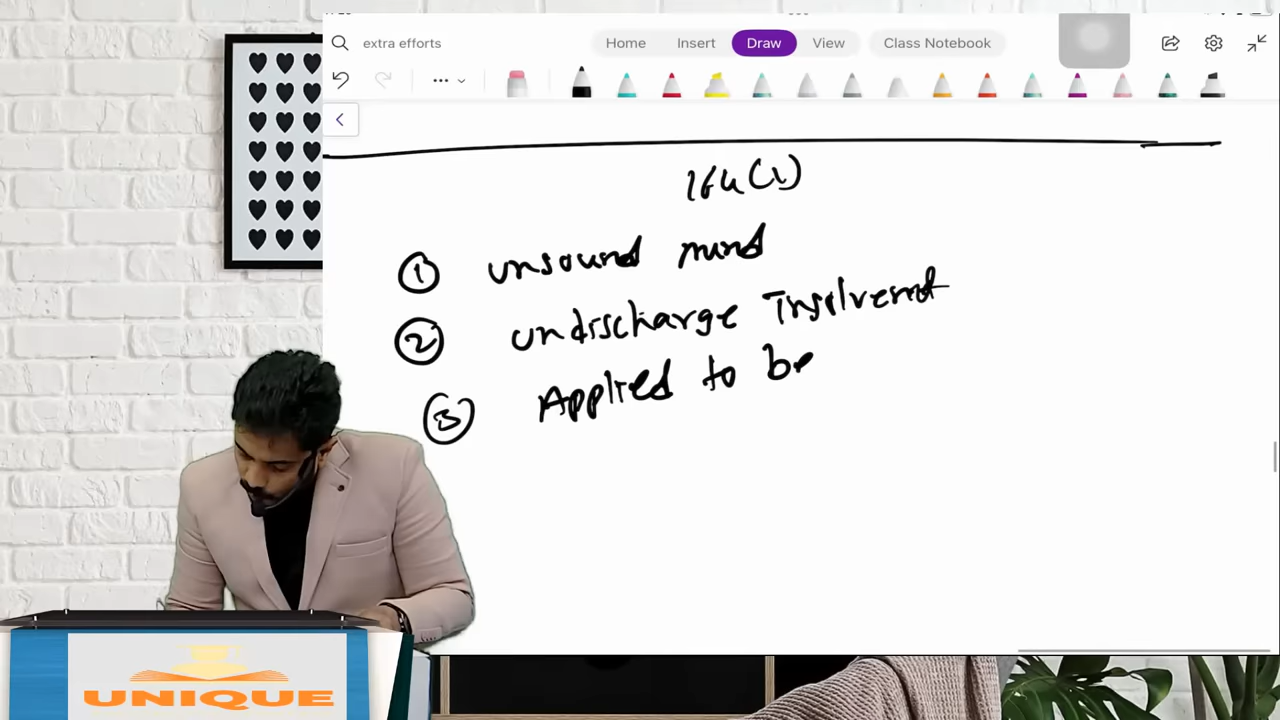 extra efforts
Home Insert Draw View Class Notebook
164(1)
① unsound mind
② undischarge Insolvent
③ Applied to be
UNIQUE